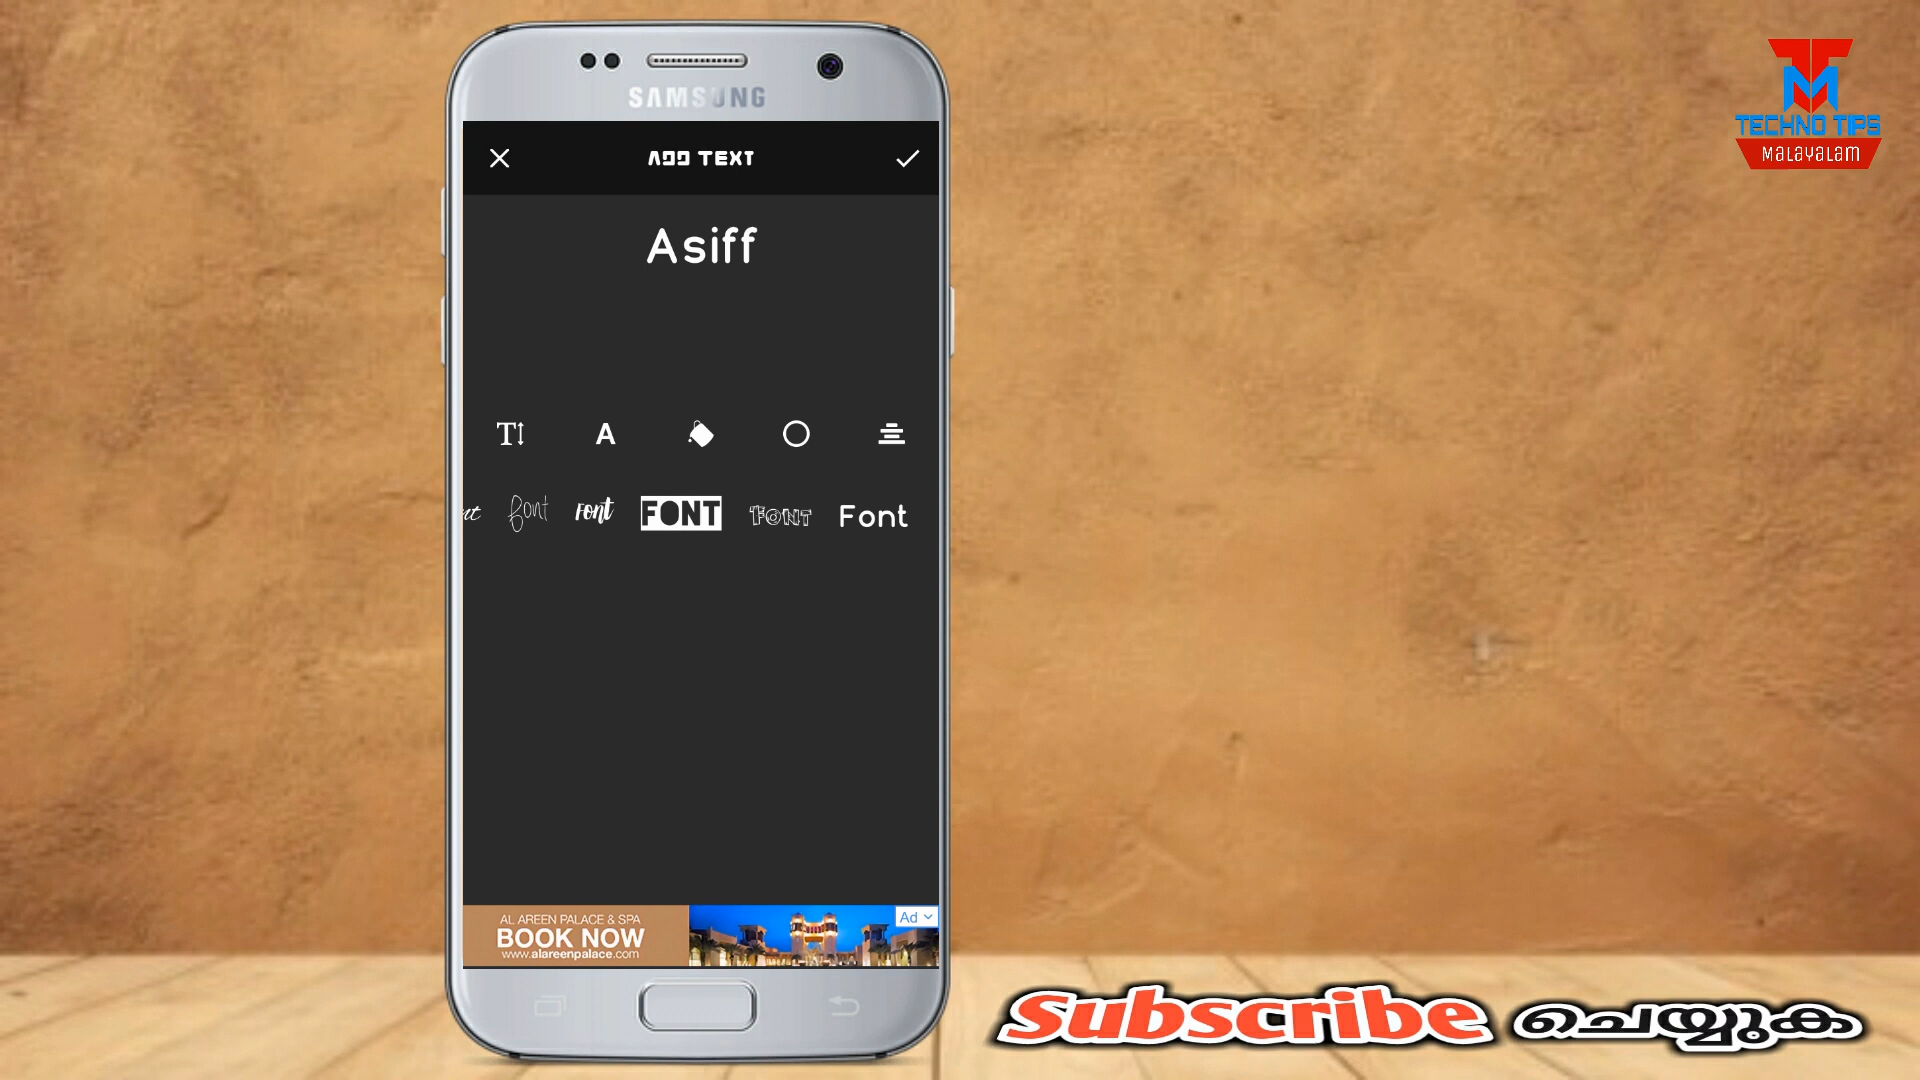 SAMSUNG
ADD TEXT
Asiff
A
font
Font
FONT
FONT
Font
AL AREEN PALACE & SPA
BOOK NOW
www.alareenpalace.com
Ad
TM
TECHNO TIPS
Malayalam
Subscribe ചെയ്യുക